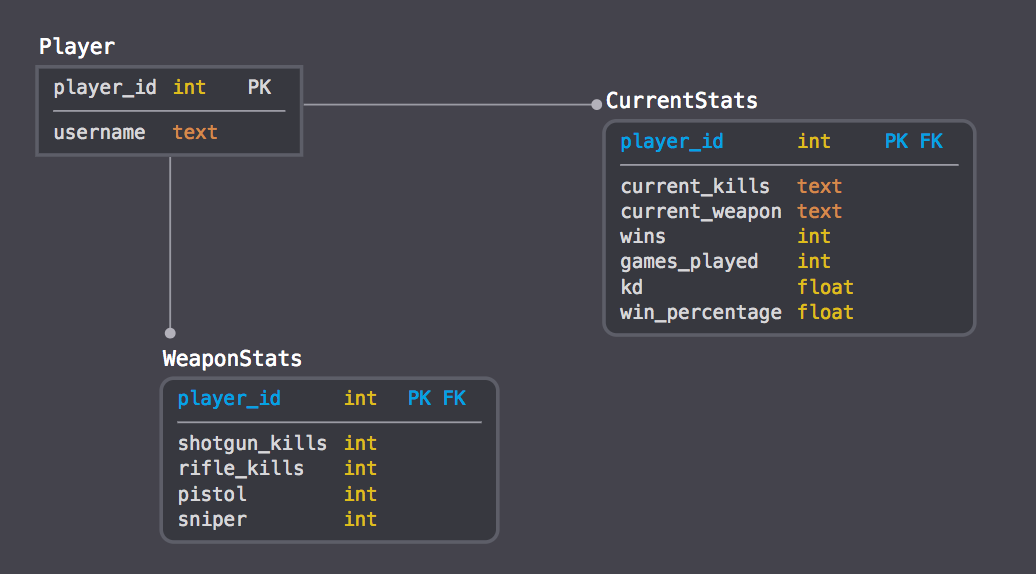 Player
player_id int PK
username text
CurrentStats
player_id int PK FK
current_kills text
current_weapon text
wins int
games_played int
kd float
win_percentage float
WeaponStats
player_id int PK FK
shotgun_kills int
rifle_kills int
pistol int
sniper int